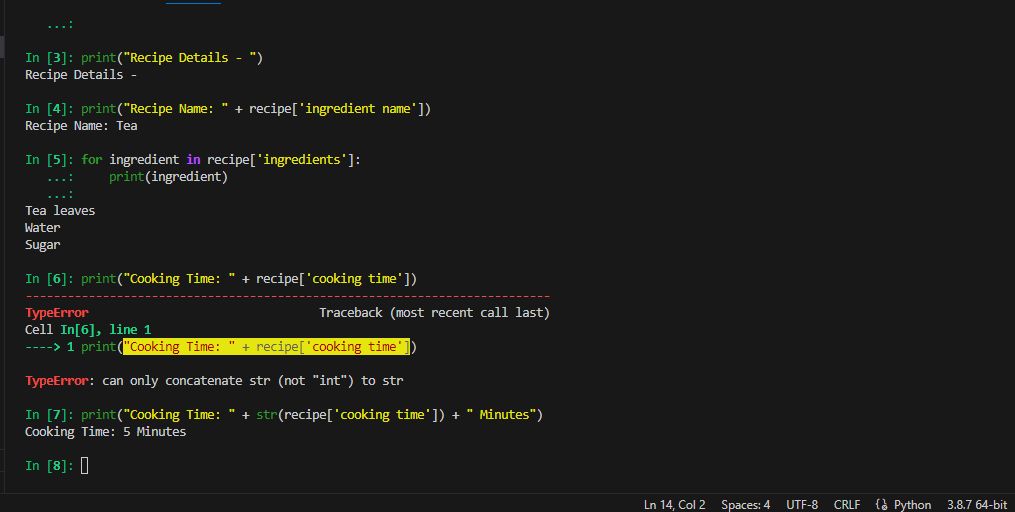 ...:
In [3]: print("Recipe Details - ")
Recipe Details -
In [4]: print("Recipe Name: " + recipe['ingredient name'])
Recipe Name: Tea
In [5]: for ingredient in recipe['ingredients']:
...:     print(ingredient)
...:
Tea leaves
Water
Sugar
In [6]: print("Cooking Time: " + recipe['cooking time'])
---------------------------------------------------------------------------
TypeError                                 Traceback (most recent call last)
Cell In[6], line 1
----> 1 print("Cooking Time: " + recipe['cooking time'])
TypeError: can only concatenate str (not "int") to str
In [7]: print("Cooking Time: " + str(recipe['cooking time']) + " Minutes")
Cooking Time: 5 Minutes
In [8]:
Ln 14, Col 2 Spaces: 4 UTF-8 CRLF Python 3.8.7 64-bit